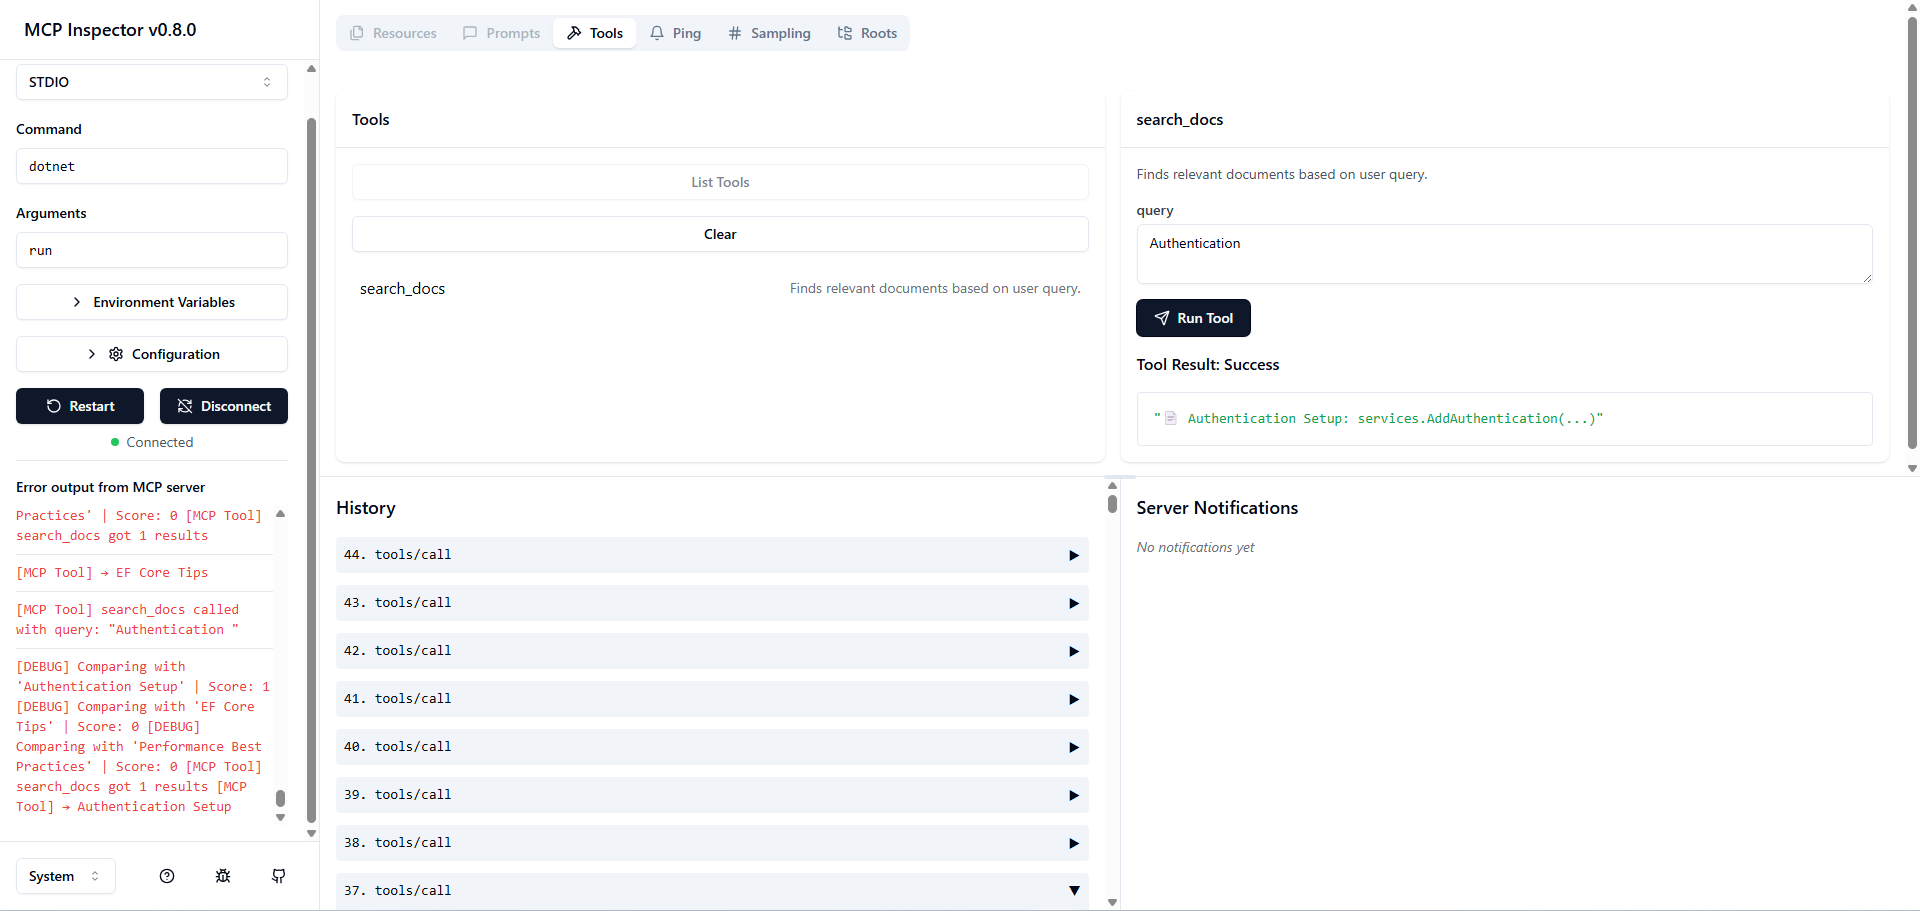 MCP Inspector v0.8.0
STDIO
Command
dotnet
Arguments
run
Environment Variables
Configuration
Restart
Disconnect
Connected
Error output from MCP server
Practices' | Score: 0 [MCP Tool]
search_docs got 1 results
[MCP Tool] → EF Core Tips
[MCP Tool] search_docs called
with query: "Authentication "
[DEBUG] Comparing with
'Authentication Setup' | Score: 1
[DEBUG] Comparing with 'EF Core
Tips' | Score: 0 [DEBUG]
Comparing with 'Performance Best
Practices' | Score: 0 [MCP Tool]
search_docs got 1 results [MCP
Tool] → Authentication Setup
System
Resources
Prompts
Tools
Ping
Sampling
Roots
Tools
List Tools
Clear
search_docs
Finds relevant documents based on user query.
search_docs
Finds relevant documents based on user query.
query
Authentication
Run Tool
Tool Result: Success
"📄 Authentication Setup: services.AddAuthentication(...)"
History
44. tools/call
43. tools/call
42. tools/call
41. tools/call
40. tools/call
39. tools/call
38. tools/call
37. tools/call
Server Notifications
No notifications yet